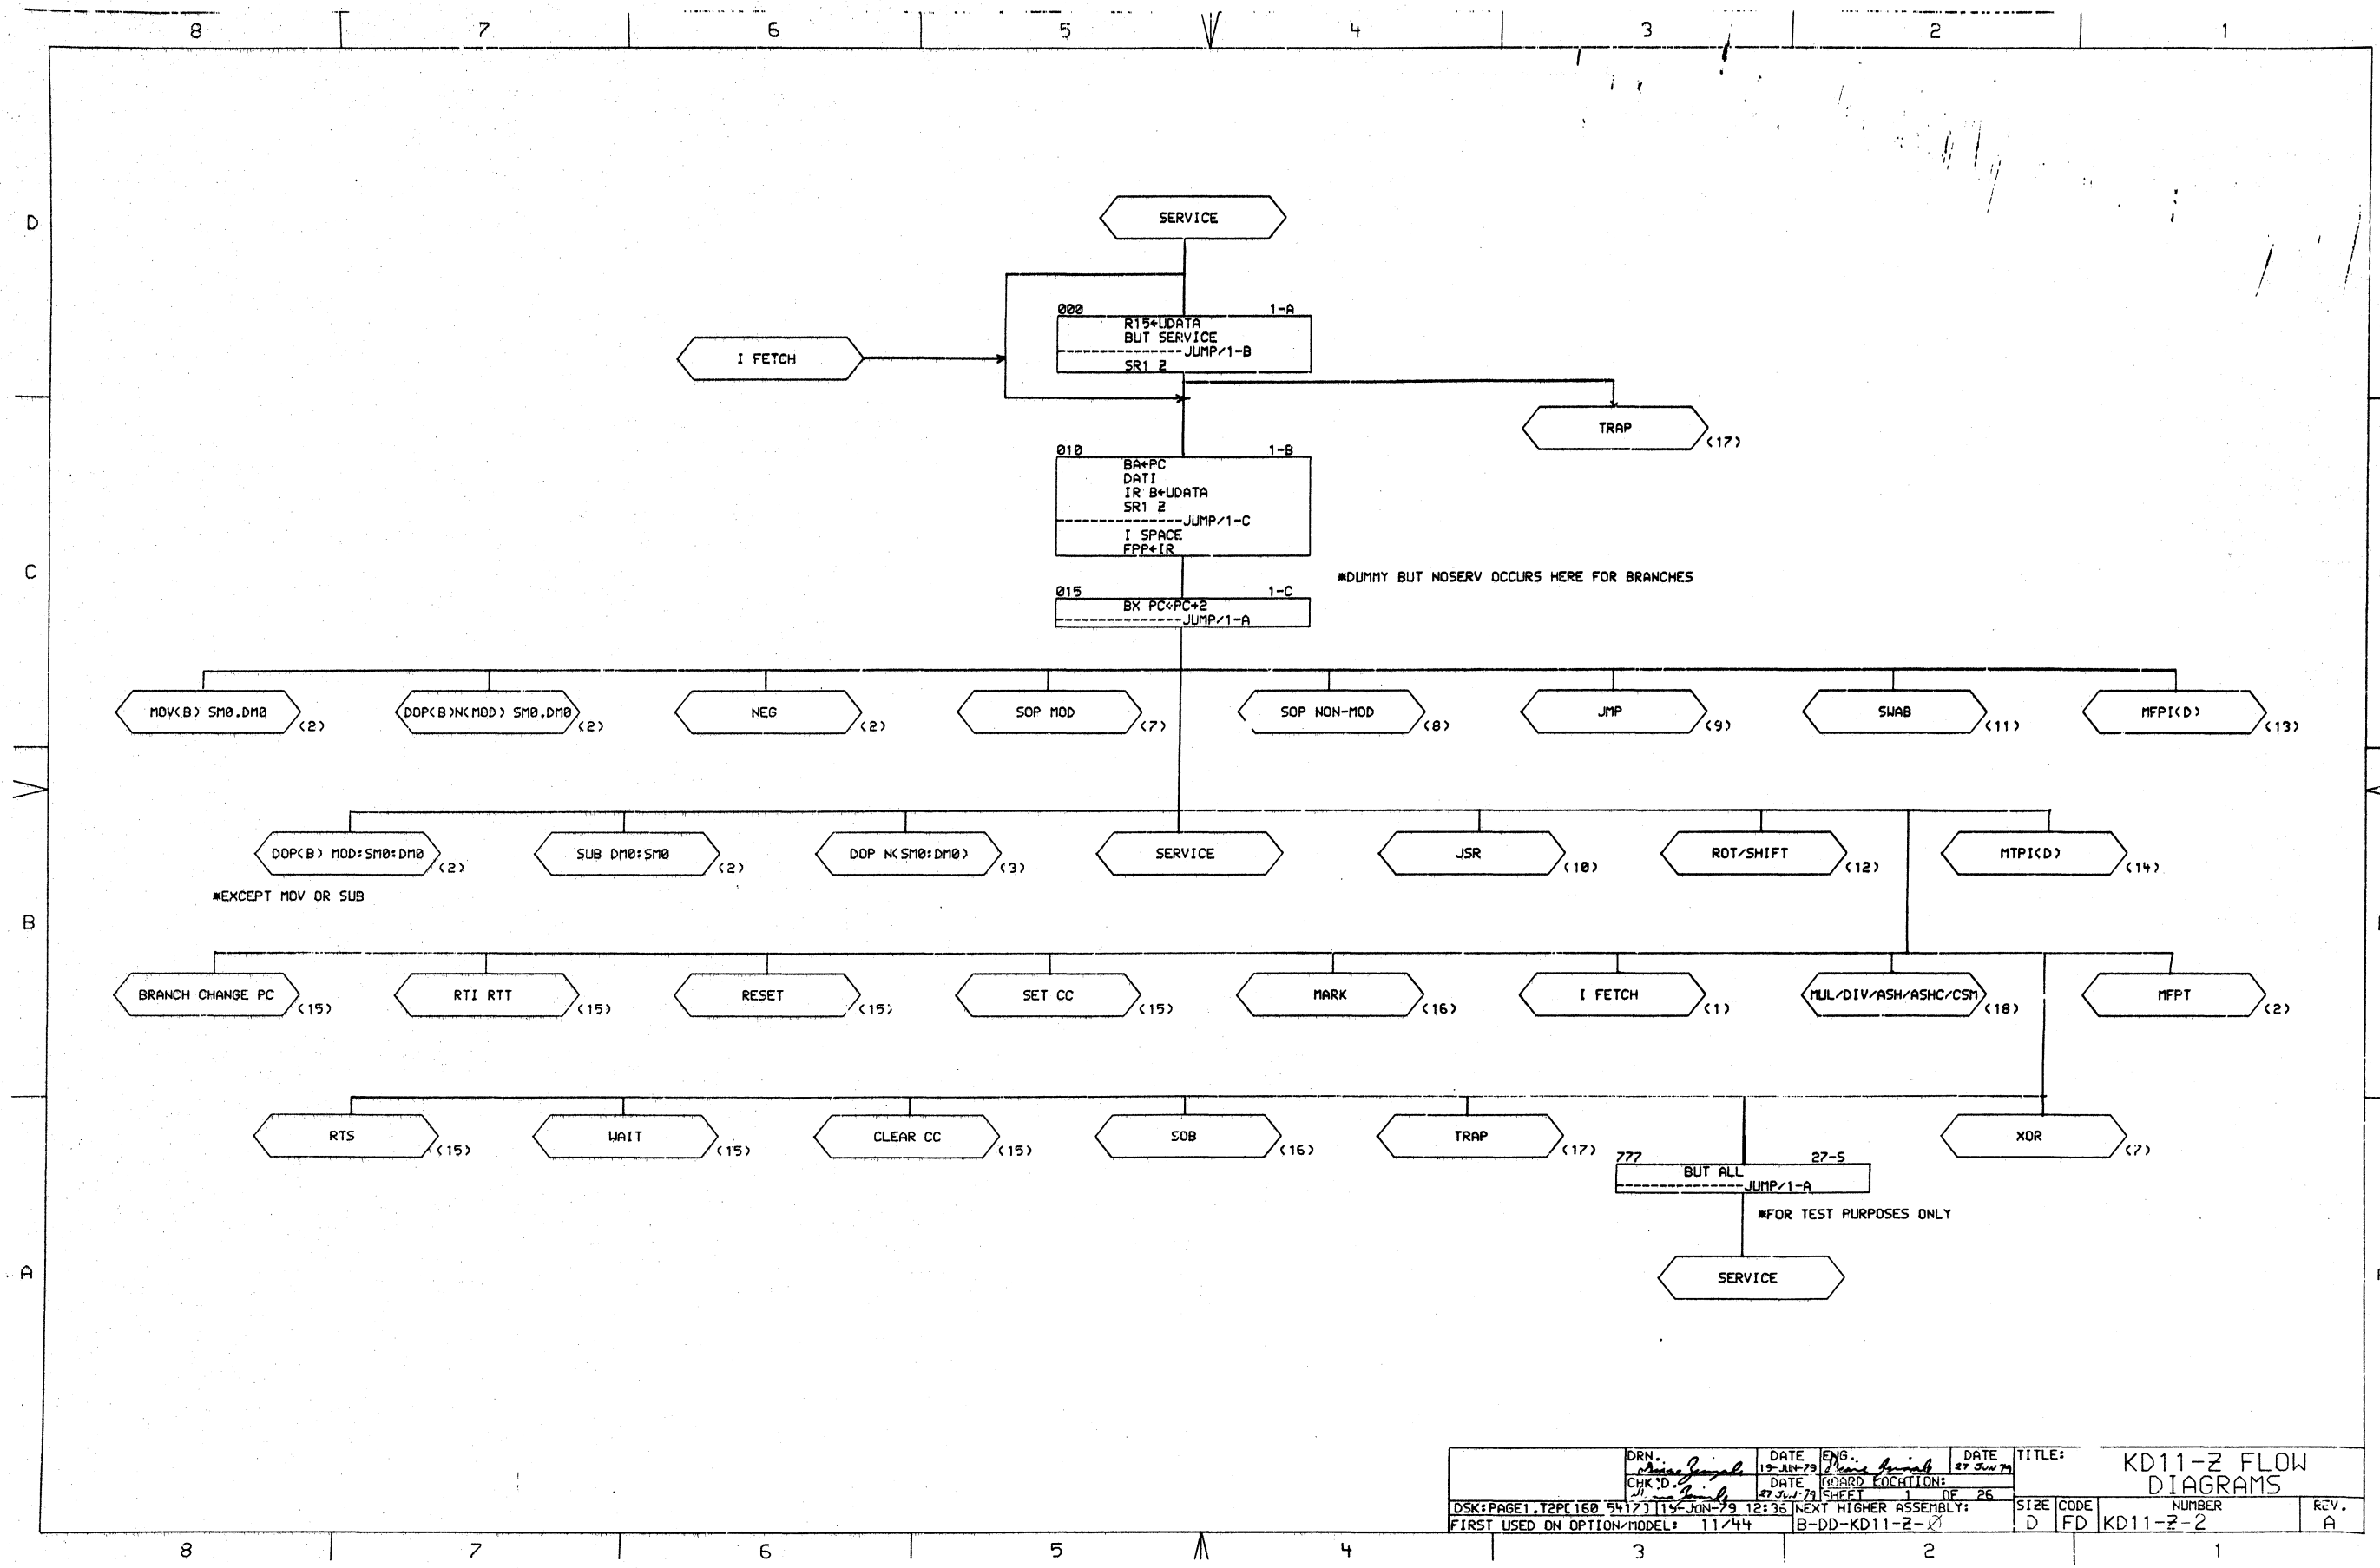 8 7 6 5 4 3 2 1
D
SERVICE
000 1-A
R15←UDATA
BUT SERVICE
---------------JUMP/1-B
SR1 2
I FETCH
TRAP
(17)
010 1-B
BA←PC
DATI
IR B←UDATA
SR1 2
---------------JUMP/1-C
I SPACE
FPP←IR
C
*DUMMY BUT NOSERV OCCURS HERE FOR BRANCHES
015 1-C
BX PC←PC+2
---------------JUMP/1-A
MOV(B) SM0.DM0 (2) DOP(B)N(MOD) SM0.DM0 (2) NEG (2) SOP MOD (7) SOP NON-MOD (8) JMP (9) SWAB (11) MFPI(D) (13)
DOP(B) MOD:SM0:DM0 (2) SUB DM0:SM0 (2) DOP N(SM0:DM0) (3) SERVICE JSR (10) ROT/SHIFT (12) MTPI(D) (14)
*EXCEPT MOV OR SUB
B
BRANCH CHANGE PC (15) RTI RTT (15) RESET (15) SET CC (15) MARK (16) I FETCH (1) MUL/DIV/ASH/ASHC/CSM (18) MFPT (2)
RTS (15) WAIT (15) CLEAR CC (15) SOB (16) TRAP (17) XOR (7)
777 27-S
BUT ALL
---------------JUMP/1-A
*FOR TEST PURPOSES ONLY
A
SERVICE
DRN. DATE ENG. DATE TITLE:
19-JUN-79 27 JUN 79
KD11-Z FLOW
DIAGRAMS
CHK'D. DATE BOARD LOCATION:
27 JUN-79 SHEET 1 OF 26
DSK:PAGE1.T2P[160 5417] 19-JUN-79 12:36 NEXT HIGHER ASSEMBLY:
SIZE CODE NUMBER REV.
FIRST USED ON OPTION/MODEL: 11/44 B-DD-KD11-Z-0
D FD KD11-Z-2 A
8 7 6 5 4 3 2 1